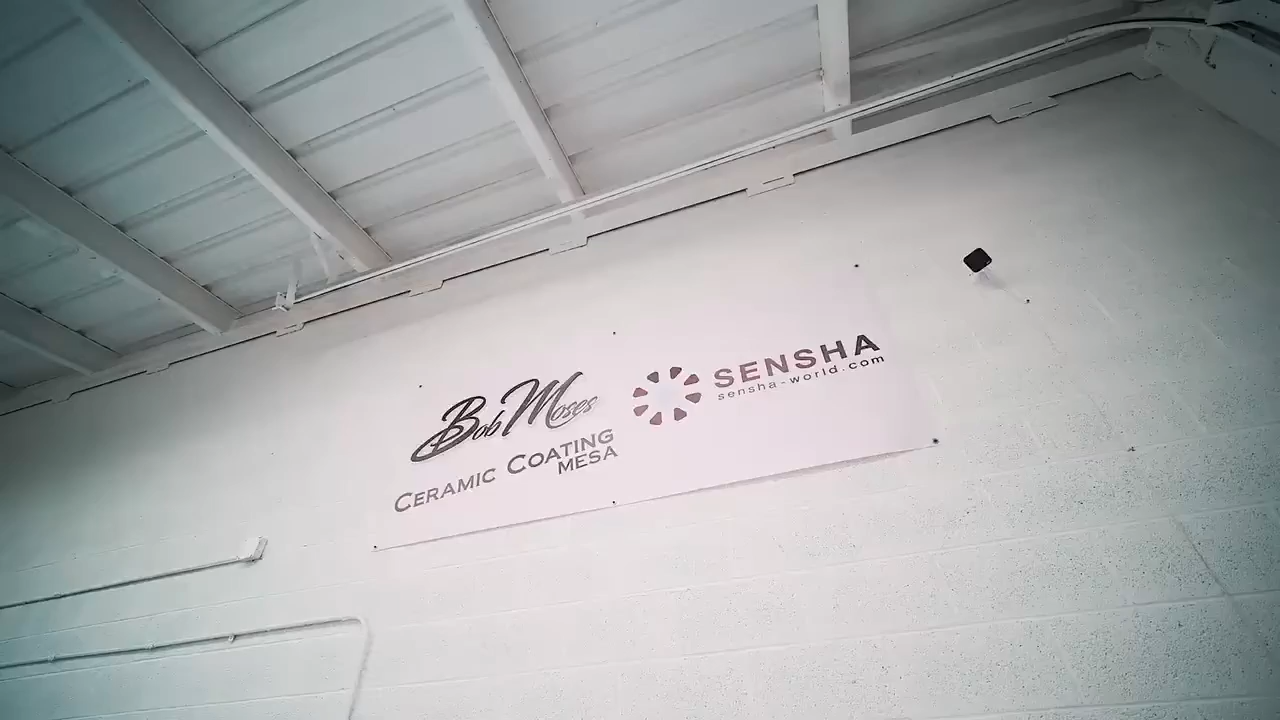 Bob Moses
CERAMIC COATING
MESA
SENSHA
sensha-world.com